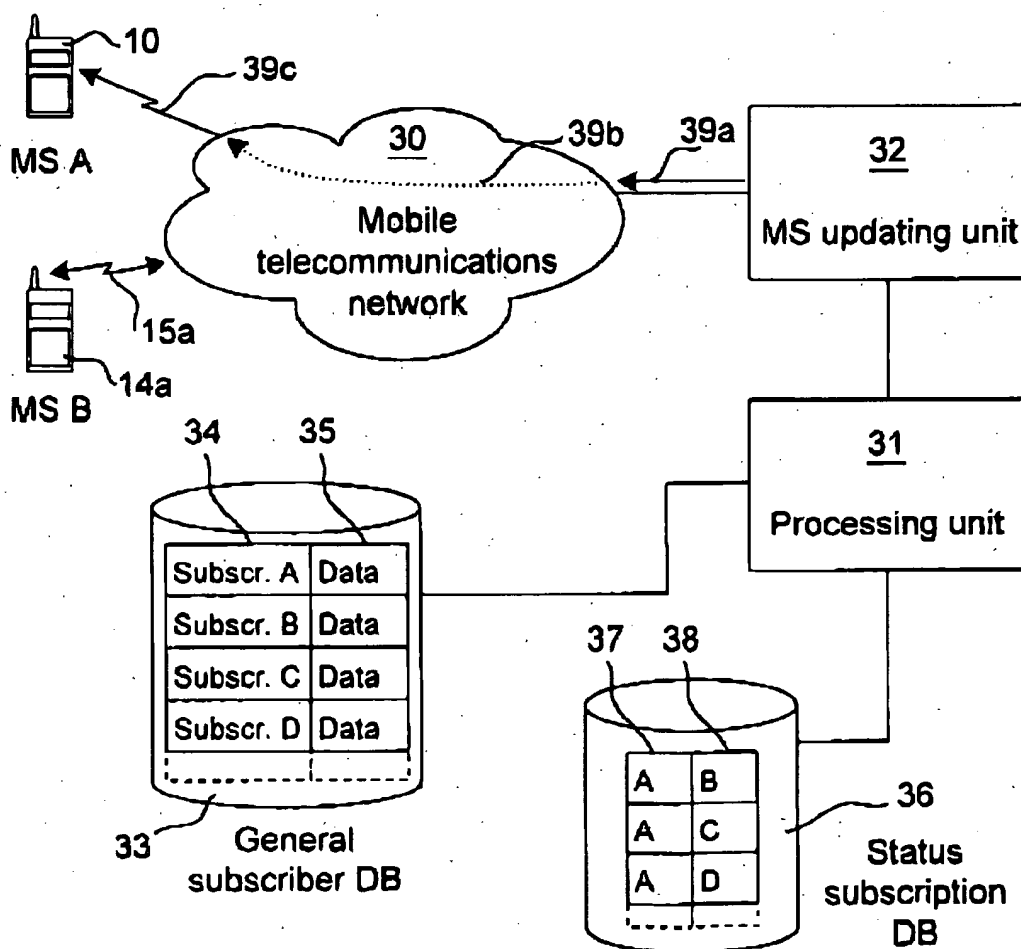 10
39c
MS A
30
39b
39a
32
MS updating unit
Mobile
telecommunications
network
15a
14a
MS B
34
35
31
Processing unit
Subscr. A Data
Subscr. B Data
Subscr. C Data
Subscr. D Data
37
38
A B
A C
A D
36
33
General
subscriber DB
Status
subscription
DB